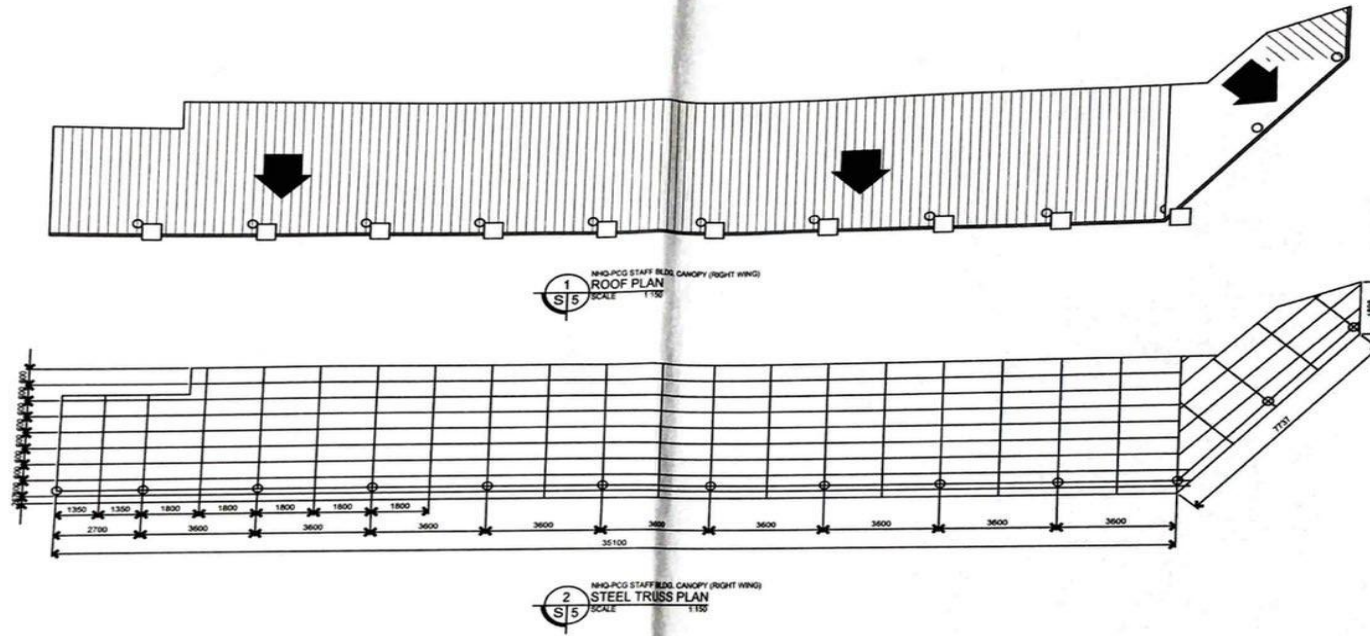 NHQ-PCG STAFF BLDG. CANOPY (RIGHT WING)
1 ROOF PLAN
S 5 SCALE 1:150
7737
1350 1350 1800 1800 1800 1800 1800
2700 3600 3600 3600 3600 3600 3600 3600 3600 3600
35100
NHQ-PCG STAFF BLDG. CANOPY (RIGHT WING)
2 STEEL TRUSS PLAN
S 5 SCALE 1:150